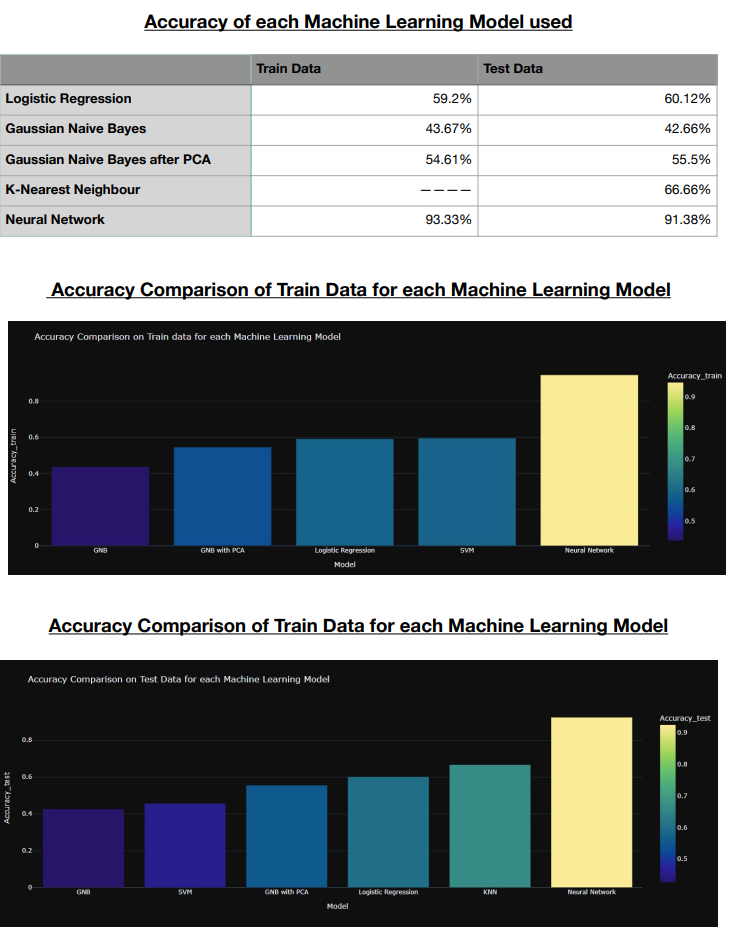 Accuracy of each Machine Learning Model used
Train Data Test Data
Logistic Regression 59.2% 60.12%
Gaussian Naive Bayes 43.67% 42.66%
Gaussian Naive Bayes after PCA 54.61% 55.5%
K-Nearest Neighbour ———— 66.66%
Neural Network 93.33% 91.38%
Accuracy Comparison of Train Data for each Machine Learning Model
Accuracy Comparison on Train data for each Machine Learning Model
Accuracy_train
0.8
0.6
0.4
0.2
0
GNB GNB with PCA Logistic Regression SVM Neural Network
Model
Accuracy_train
0.9
0.8
0.7
0.6
0.5
Accuracy Comparison of Train Data for each Machine Learning Model
Accuracy Comparison on Test Data for each Machine Learning Model
Accuracy_test
0.8
0.6
0.4
0.2
0
GNB SVM GNB with PCA Logistic Regression KNN Neural Network
Model
Accuracy_test
0.9
0.8
0.7
0.6
0.5